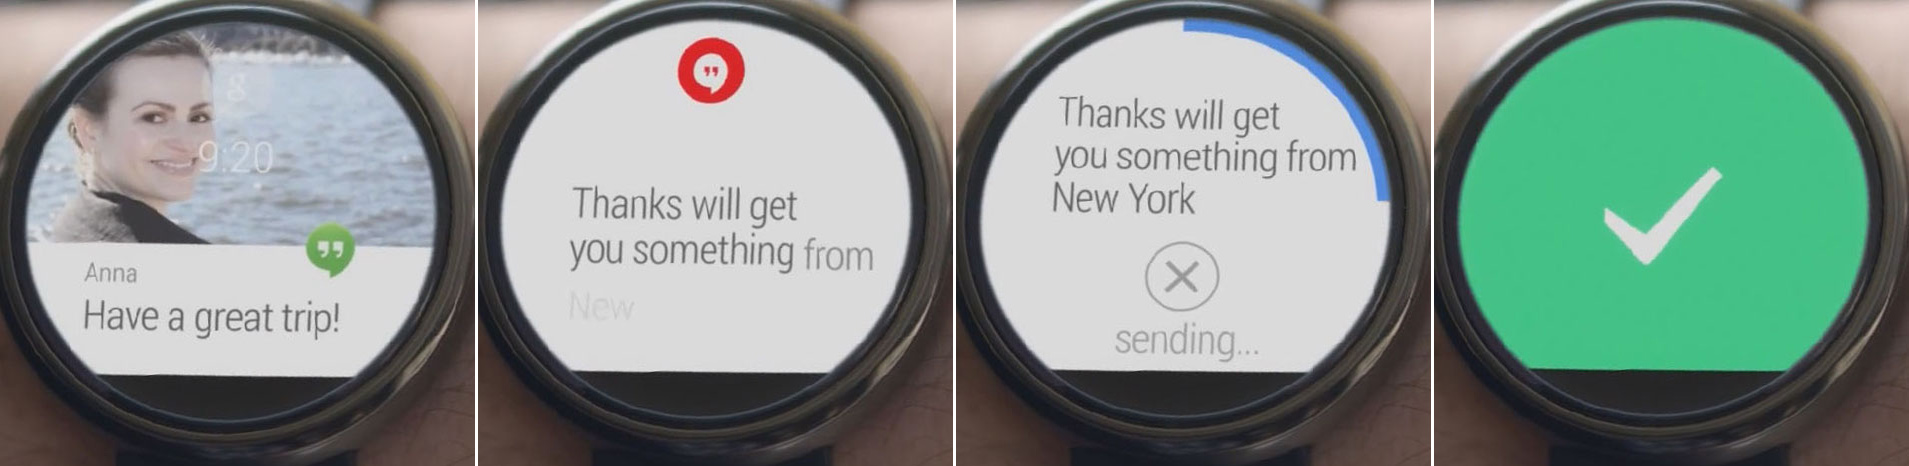 g
9:20
Anna
Have a great trip!
Thanks will get
you something from
New
Thanks will get
you something from
New York
sending...